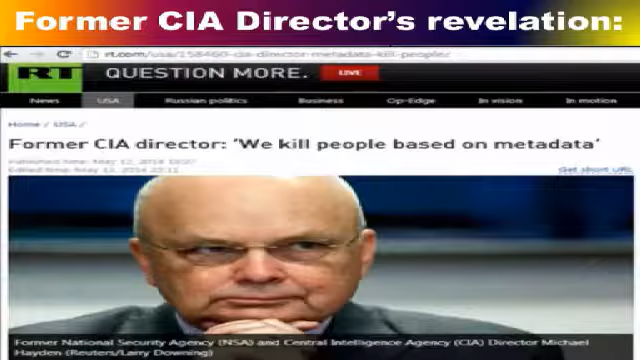 Former CIA Director's revelation:
rt.com/usa/158460-cia-director-metadata-kill-people/
RT QUESTION MORE. LIVE
News USA Russian politics Business Op-Edge In vision In motion
Home / USA /
Former CIA director: 'We kill people based on metadata'
Published time: May 12, 2014
Edited time: May 13, 2014
Get short URL
Former National Security Agency (NSA) and Central Intelligence Agency (CIA) Director Michael
Hayden (Reuters/Larry Downing)